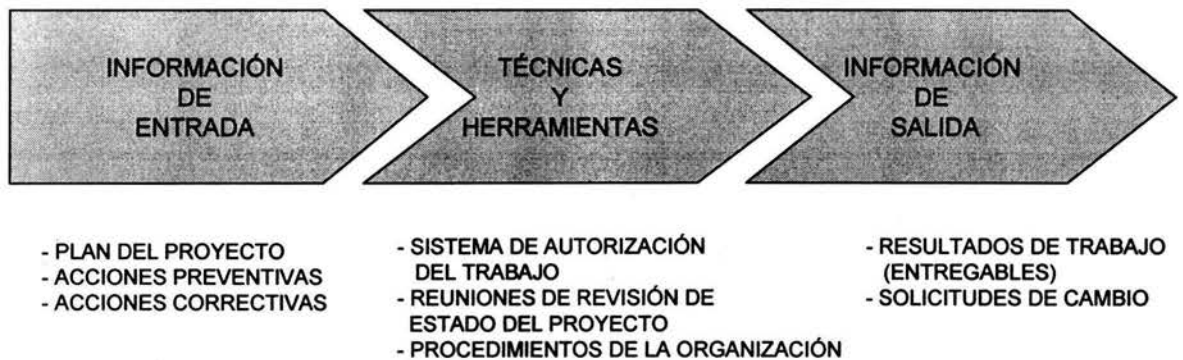 INFORMACIÓN
DE
ENTRADA
TÉCNICAS
Y
HERRAMIENTAS
INFORMACIÓN
DE
SALIDA
- PLAN DEL PROYECTO
- ACCIONES PREVENTIVAS
- ACCIONES CORRECTIVAS
- SISTEMA DE AUTORIZACIÓN
DEL TRABAJO
- REUNIONES DE REVISIÓN DE
ESTADO DEL PROYECTO
- PROCEDIMIENTOS DE LA ORGANIZACIÓN
- RESULTADOS DE TRABAJO
(ENTREGABLES)
- SOLICITUDES DE CAMBIO